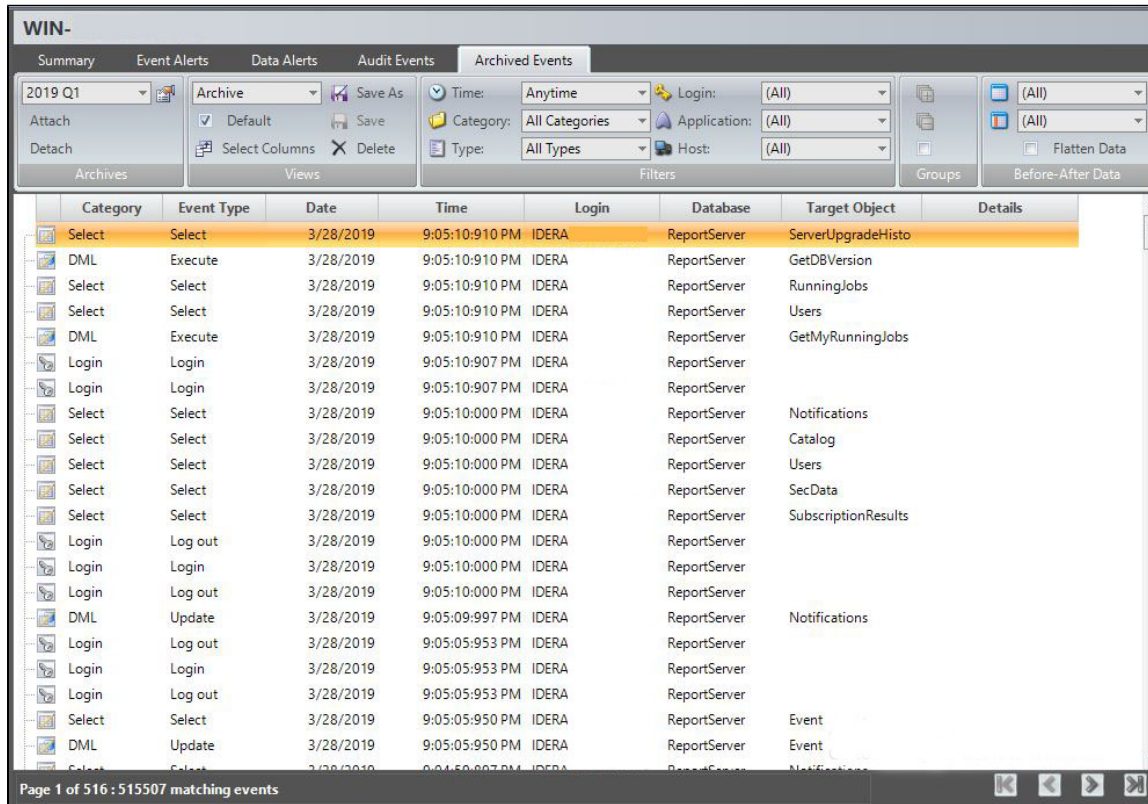 WIN-
Summary Event Alerts Data Alerts Audit Events Archived Events
2019 Q1 Archive Save As Time: Anytime Login: (All) (All)
Attach Default Save Category: All Categories Application: (All) (All)
Detach Select Columns Delete Type: All Types Host: (All) Flatten Data
Archives Views Filters Groups Before-After Data
Category Event Type Date Time Login Database Target Object Details
Select Select 3/28/2019 9:05:10:910 PM IDERA ReportServer ServerUpgradeHisto
DML Execute 3/28/2019 9:05:10:910 PM IDERA ReportServer GetDBVersion
Select Select 3/28/2019 9:05:10:910 PM IDERA ReportServer RunningJobs
Select Select 3/28/2019 9:05:10:910 PM IDERA ReportServer Users
DML Execute 3/28/2019 9:05:10:910 PM IDERA ReportServer GetMyRunningJobs
Login Login 3/28/2019 9:05:10:907 PM IDERA ReportServer
Login Login 3/28/2019 9:05:10:907 PM IDERA ReportServer
Select Select 3/28/2019 9:05:10:000 PM IDERA ReportServer Notifications
Select Select 3/28/2019 9:05:10:000 PM IDERA ReportServer Catalog
Select Select 3/28/2019 9:05:10:000 PM IDERA ReportServer Users
Select Select 3/28/2019 9:05:10:000 PM IDERA ReportServer SecData
Select Select 3/28/2019 9:05:10:000 PM IDERA ReportServer SubscriptionResults
Login Log out 3/28/2019 9:05:10:000 PM IDERA ReportServer
Login Login 3/28/2019 9:05:10:000 PM IDERA ReportServer
Login Log out 3/28/2019 9:05:10:000 PM IDERA ReportServer
DML Update 3/28/2019 9:05:09:997 PM IDERA ReportServer Notifications
Login Log out 3/28/2019 9:05:05:953 PM IDERA ReportServer
Login Login 3/28/2019 9:05:05:953 PM IDERA ReportServer
Login Log out 3/28/2019 9:05:05:953 PM IDERA ReportServer
Select Select 3/28/2019 9:05:05:950 PM IDERA ReportServer Event
DML Update 3/28/2019 9:05:05:950 PM IDERA ReportServer Event
Page 1 of 516 : 515507 matching events